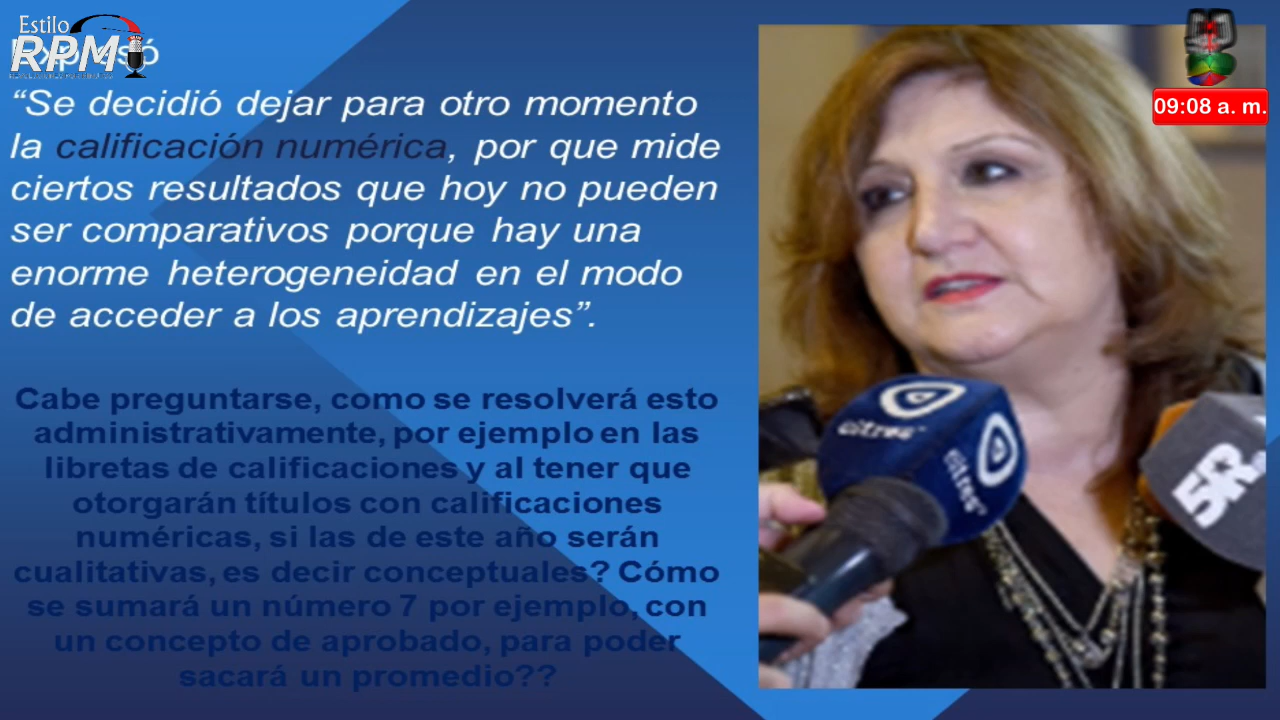 Estilo
RPM
09:08 a. m.
“Se decidió dejar para otro momento
la calificación numérica, por que mide
ciertos resultados que hoy no pueden
ser comparativos porque hay una
enorme heterogeneidad en el modo
de acceder a los aprendizajes”.
Cabe preguntarse, como se resolverá esto
administrativamente, por ejemplo en las
libretas de calificaciones y al tener que
otorgarán títulos con calificaciones
numéricas, si las de este año serán
cualitativas, es decir conceptuales? Cómo
se sumará un número 7 por ejemplo, con
un concepto de aprobado, para poder
sacará un promedio??
citres
citres
5R